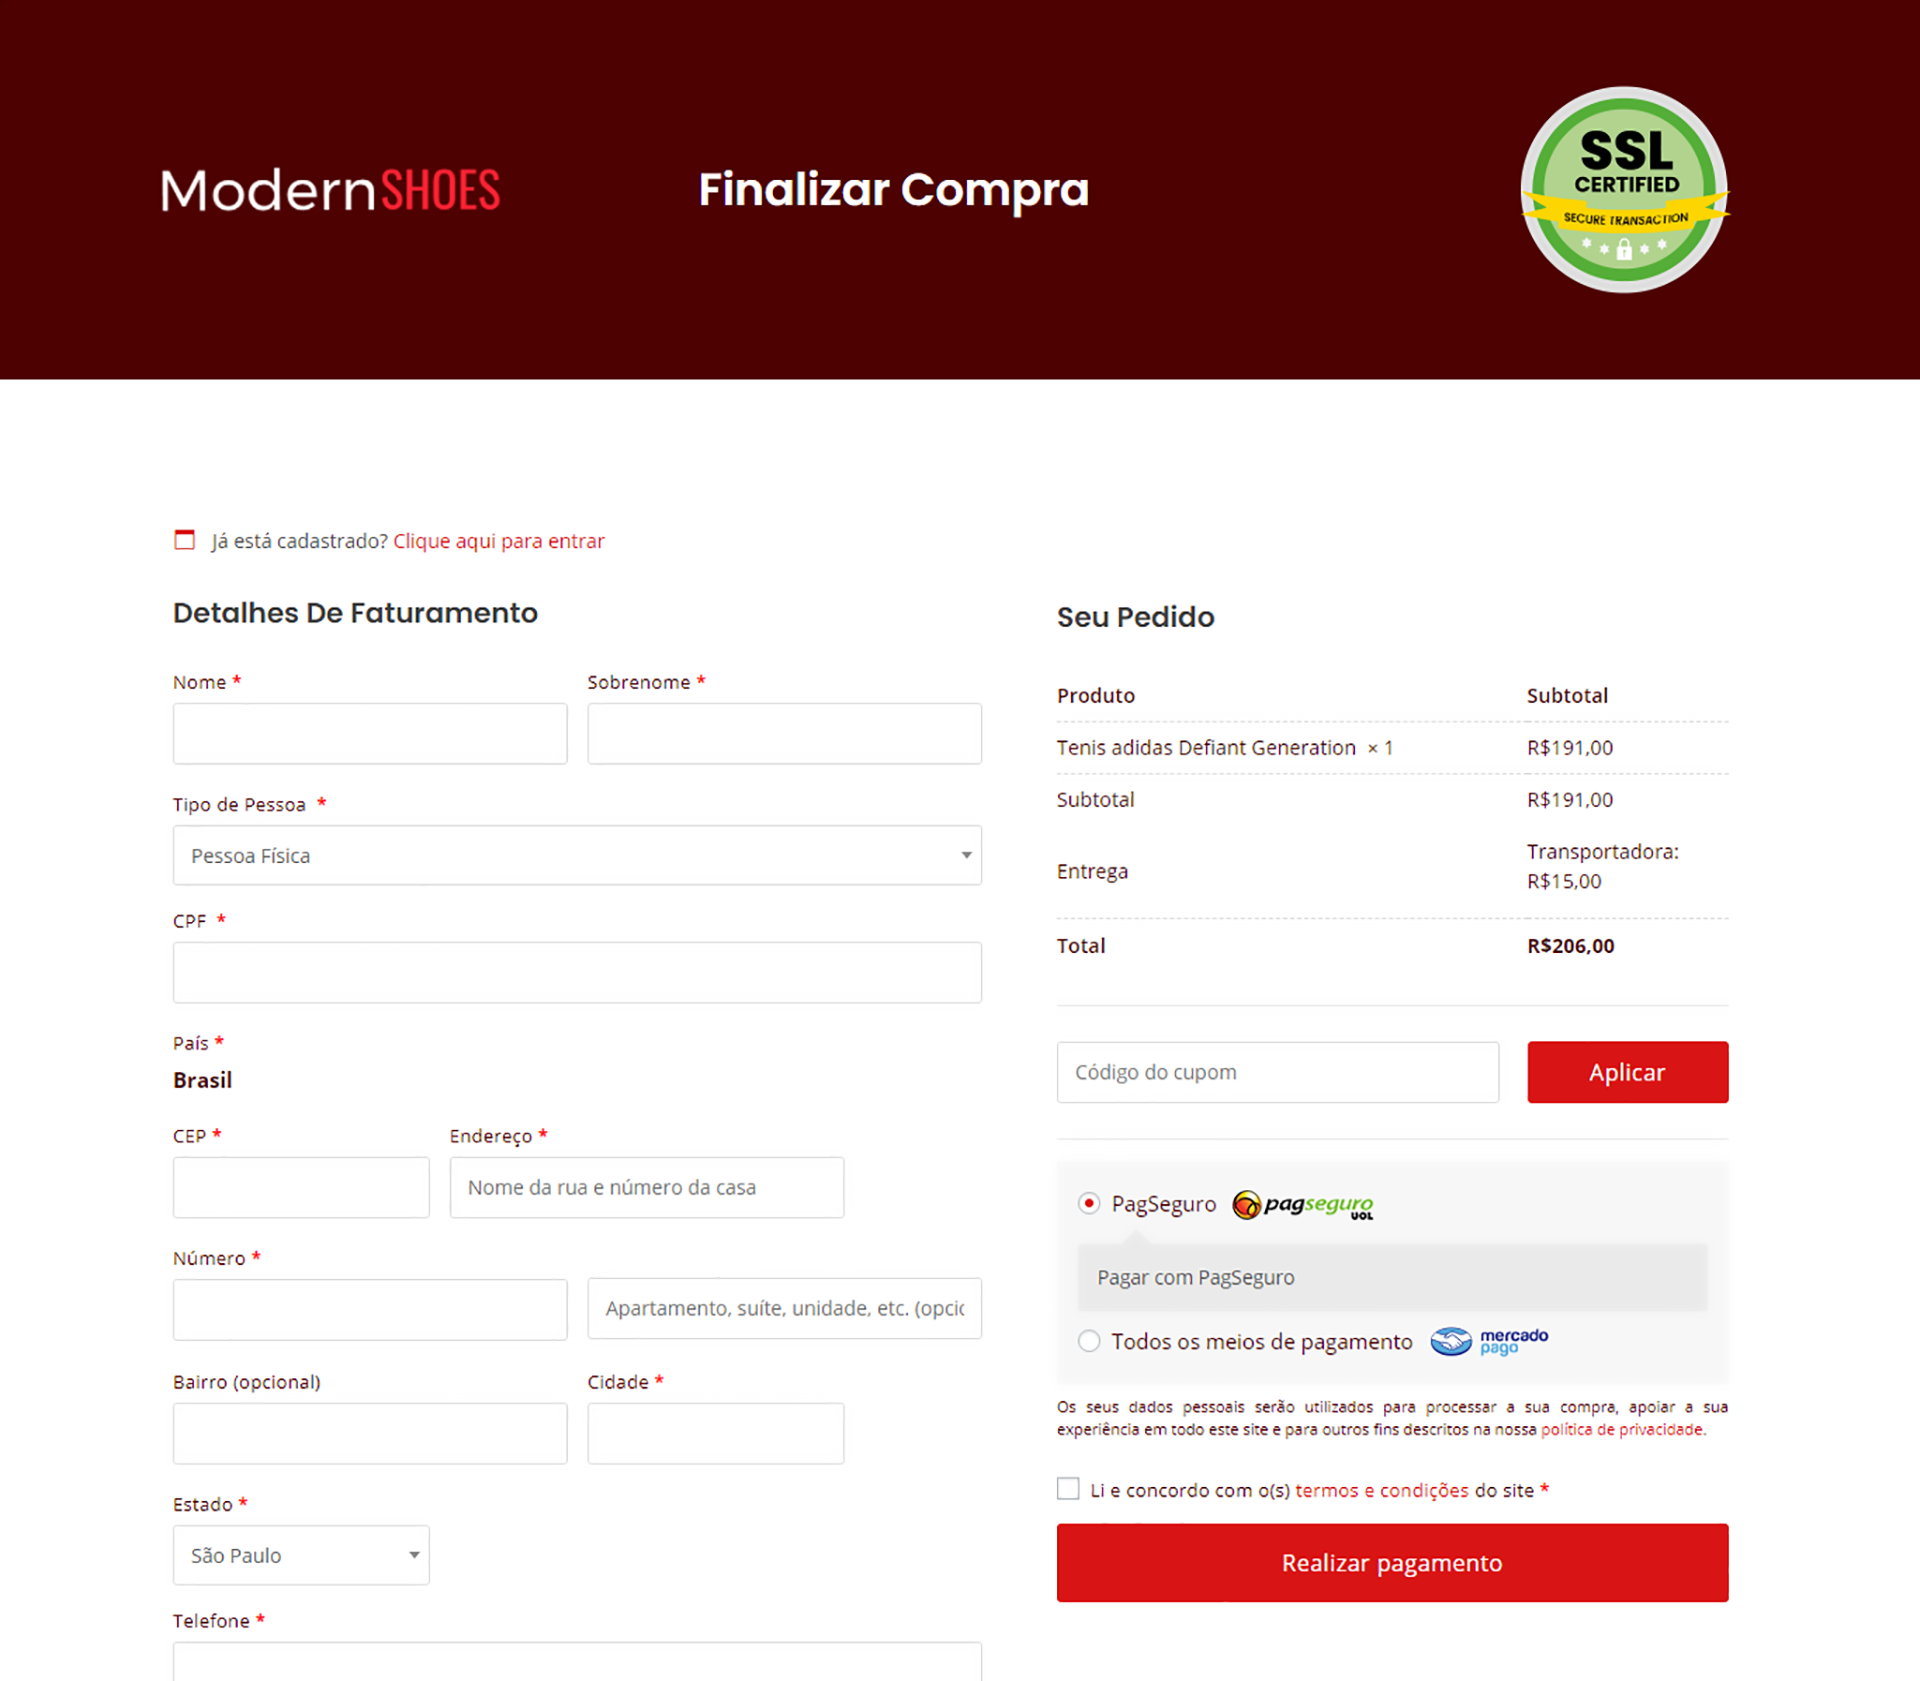 ModernSHOES
Finalizar Compra
SSL
CERTIFIED
SECURE TRANSACTION
Já está cadastrado? Clique aqui para entrar
Detalhes De Faturamento
Nome *
Sobrenome *
Tipo de Pessoa *
Pessoa Física
CPF *
País *
Brasil
CEP *
Endereço *
Nome da rua e número da casa
Número *
Apartamento, suíte, unidade, etc. (opci
Bairro (opcional)
Cidade *
Estado *
São Paulo
Telefone *
Seu Pedido
Produto Subtotal
Tenis adidas Defiant Generation × 1 R$191,00
Subtotal R$191,00
Entrega Transportadora:
R$15,00
Total R$206,00
Código do cupom
Aplicar
PagSeguro pagseguro
UOL
Pagar com PagSeguro
Todos os meios de pagamento mercado
pago
Os seus dados pessoais serão utilizados para processar a sua compra, apoiar a sua
experiência em todo este site e para outros fins descritos na nossa política de privacidade.
Li e concordo com o(s) termos e condições do site *
Realizar pagamento